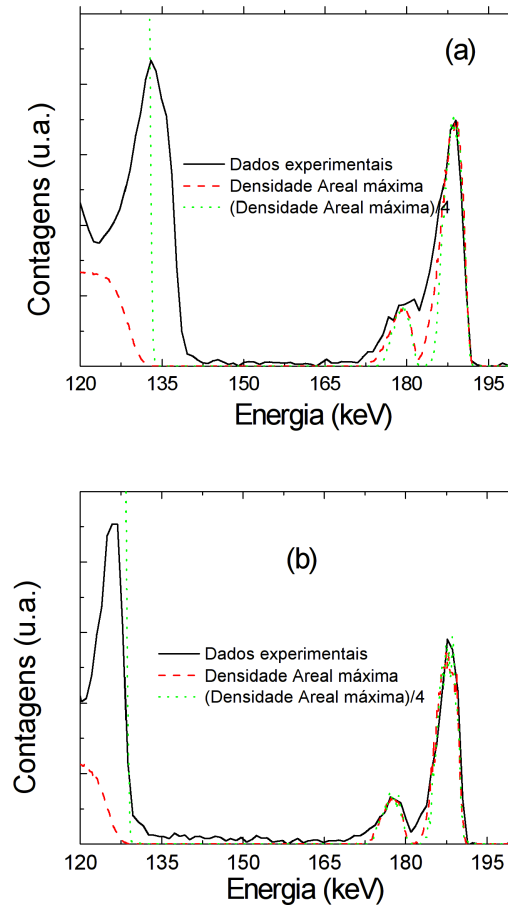 (a)
Contagens (u.a.)
Dados experimentais
Densidade Areal máxima
(Densidade Areal máxima)/4
120 135 150 165 180 195
Energia (keV)
(b)
Contagens (u.a.)
Dados experimentais
Densidade Areal máxima
(Densidade Areal máxima)/4
120 135 150 165 180 195
Energia (keV)